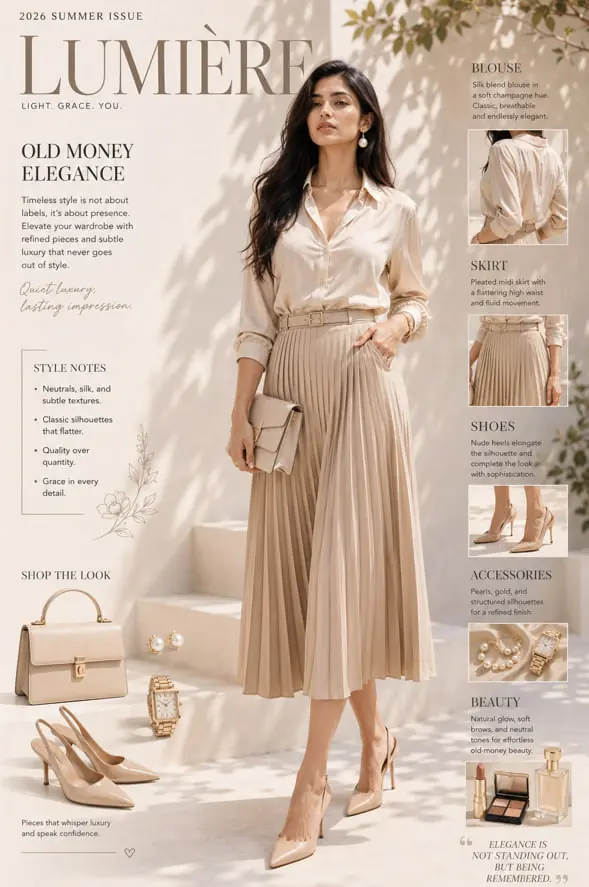 2026 SUMMER ISSUE
LUMIÈRE
LIGHT. GRACE. YOU.
OLD MONEY
ELEGANCE
Timeless style is not about
labels, it's about presence.
Elevate your wardrobe with
refined pieces and subtle
luxury that never goes
out of style.
Quiet luxury,
lasting impression.
STYLE NOTES
• Neutrals, silk, and
subtle textures.
• Classic silhouettes
that flatter.
• Quality over
quantity.
• Grace in every
detail.
SHOP THE LOOK
Pieces that whisper luxury
and speak confidence.
BLOUSE
Silk blend blouse in
a soft champagne hue.
Classic, breathable
and endlessly elegant.
SKIRT
Pleated midi skirt with
a flattering high waist
and fluid movement.
SHOES
Nude heels elongate
the silhouette and
complete the look
with sophistication.
ACCESSORIES
Pearls, gold, and
structured silhouettes
for a refined finish
BEAUTY
Natural glow, soft
brows, and neutral
tones for effortless
old-money beauty.
“ ELEGANCE IS
NOT STANDING OUT,
BUT BEING
REMEMBERED. ”